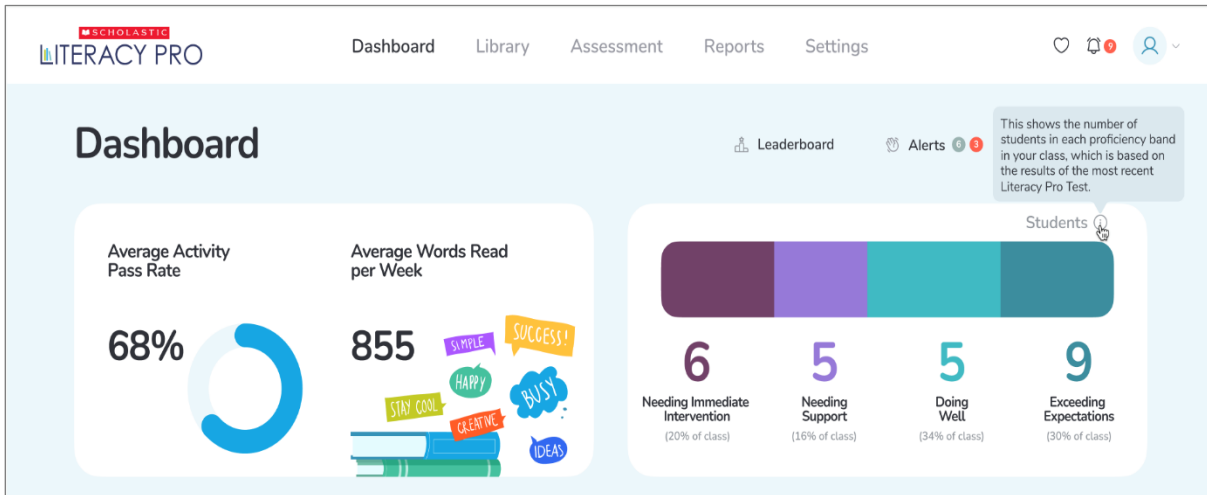 SCHOLASTIC
LITERACY PRO
Dashboard Library Assessment Reports Settings
9
Dashboard
Leaderboard
Alerts 6 3
This shows the number of
students in each proficiency band
in your class, which is based on
the results of the most recent
Literacy Pro Test.
Average Activity
Pass Rate
68%
Average Words Read
per Week
855
SIMPLE
SUCCESS!
HAPPY
BUSY
STAY COOL
CREATIVE
IDEAS
Students
6
Needing Immediate
Intervention
(20% of class)
5
Needing
Support
(16% of class)
5
Doing
Well
(34% of class)
9
Exceeding
Expectations
(30% of class)